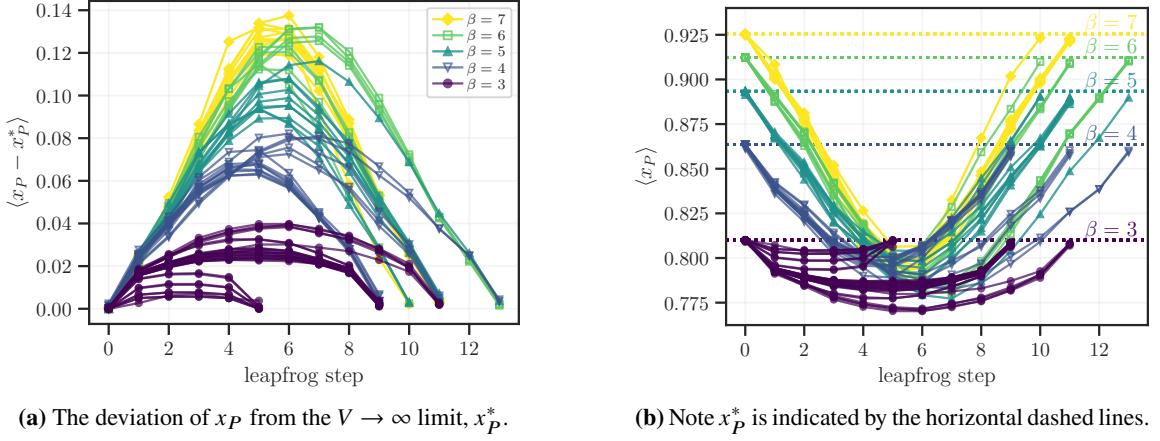 0.14
0.12
0.10
0.08
0.06
0.04
0.02
0.00
⟨x_P − x*_P⟩
β = 7
β = 6
β = 5
β = 4
β = 3
0 2 4 6 8 10 12
leapfrog step
(a) The deviation of x_P from the V → ∞ limit, x*_P.
0.925
0.900
0.875
0.850
0.825
0.800
0.775
⟨x_P⟩
β = 7
β = 6
β = 5
β = 4
β = 3
0 2 4 6 8 10 12
leapfrog step
(b) Note x*_P is indicated by the horizontal dashed lines.